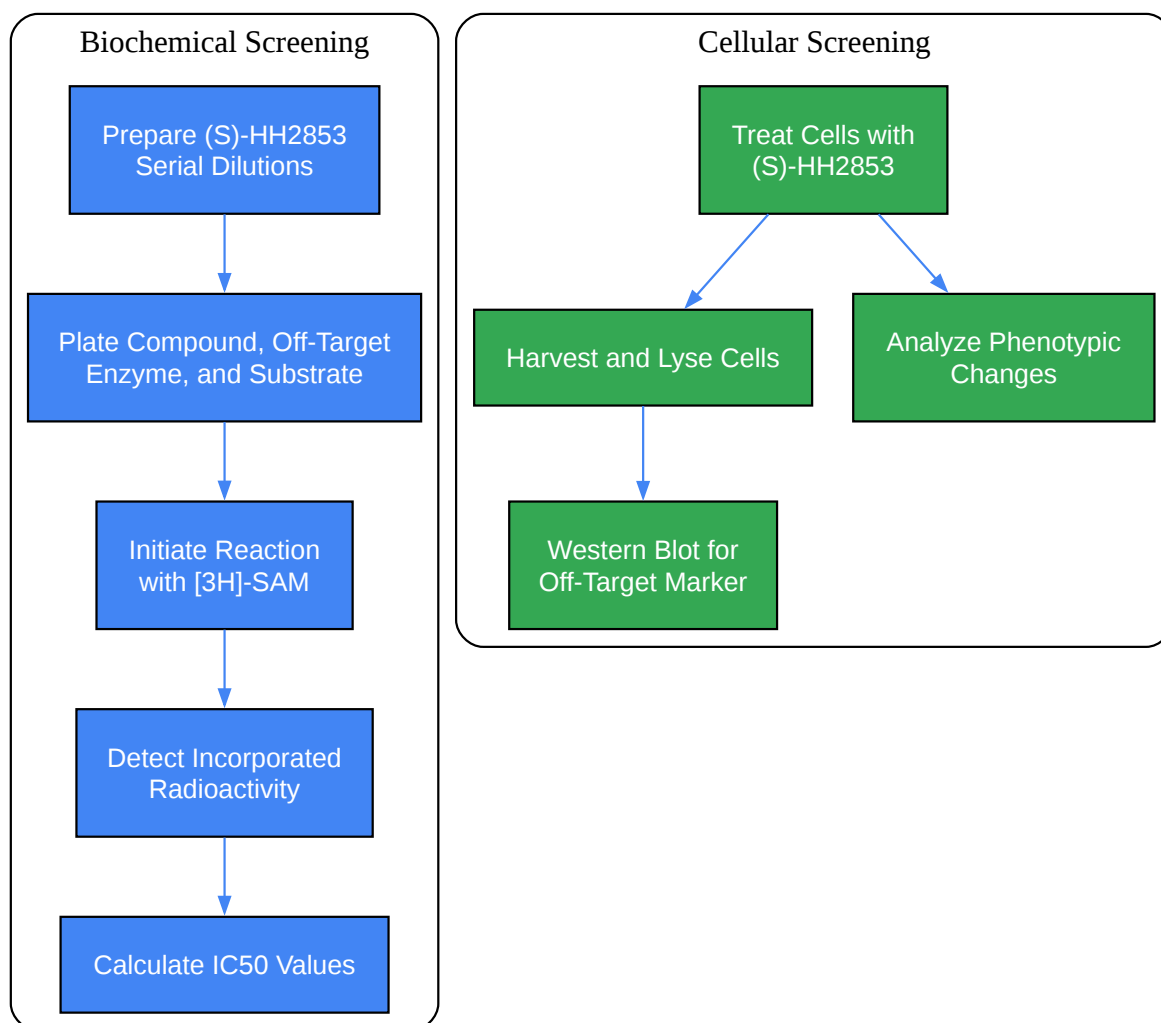 Biochemical Screening
Prepare (S)-HH2853
Serial Dilutions
Plate Compound, Off-Target
Enzyme, and Substrate
Initiate Reaction
with [3H]-SAM
Detect Incorporated
Radioactivity
Calculate IC50 Values
Cellular Screening
Treat Cells with
(S)-HH2853
Harvest and Lyse Cells
Analyze Phenotypic
Changes
Western Blot for
Off-Target Marker